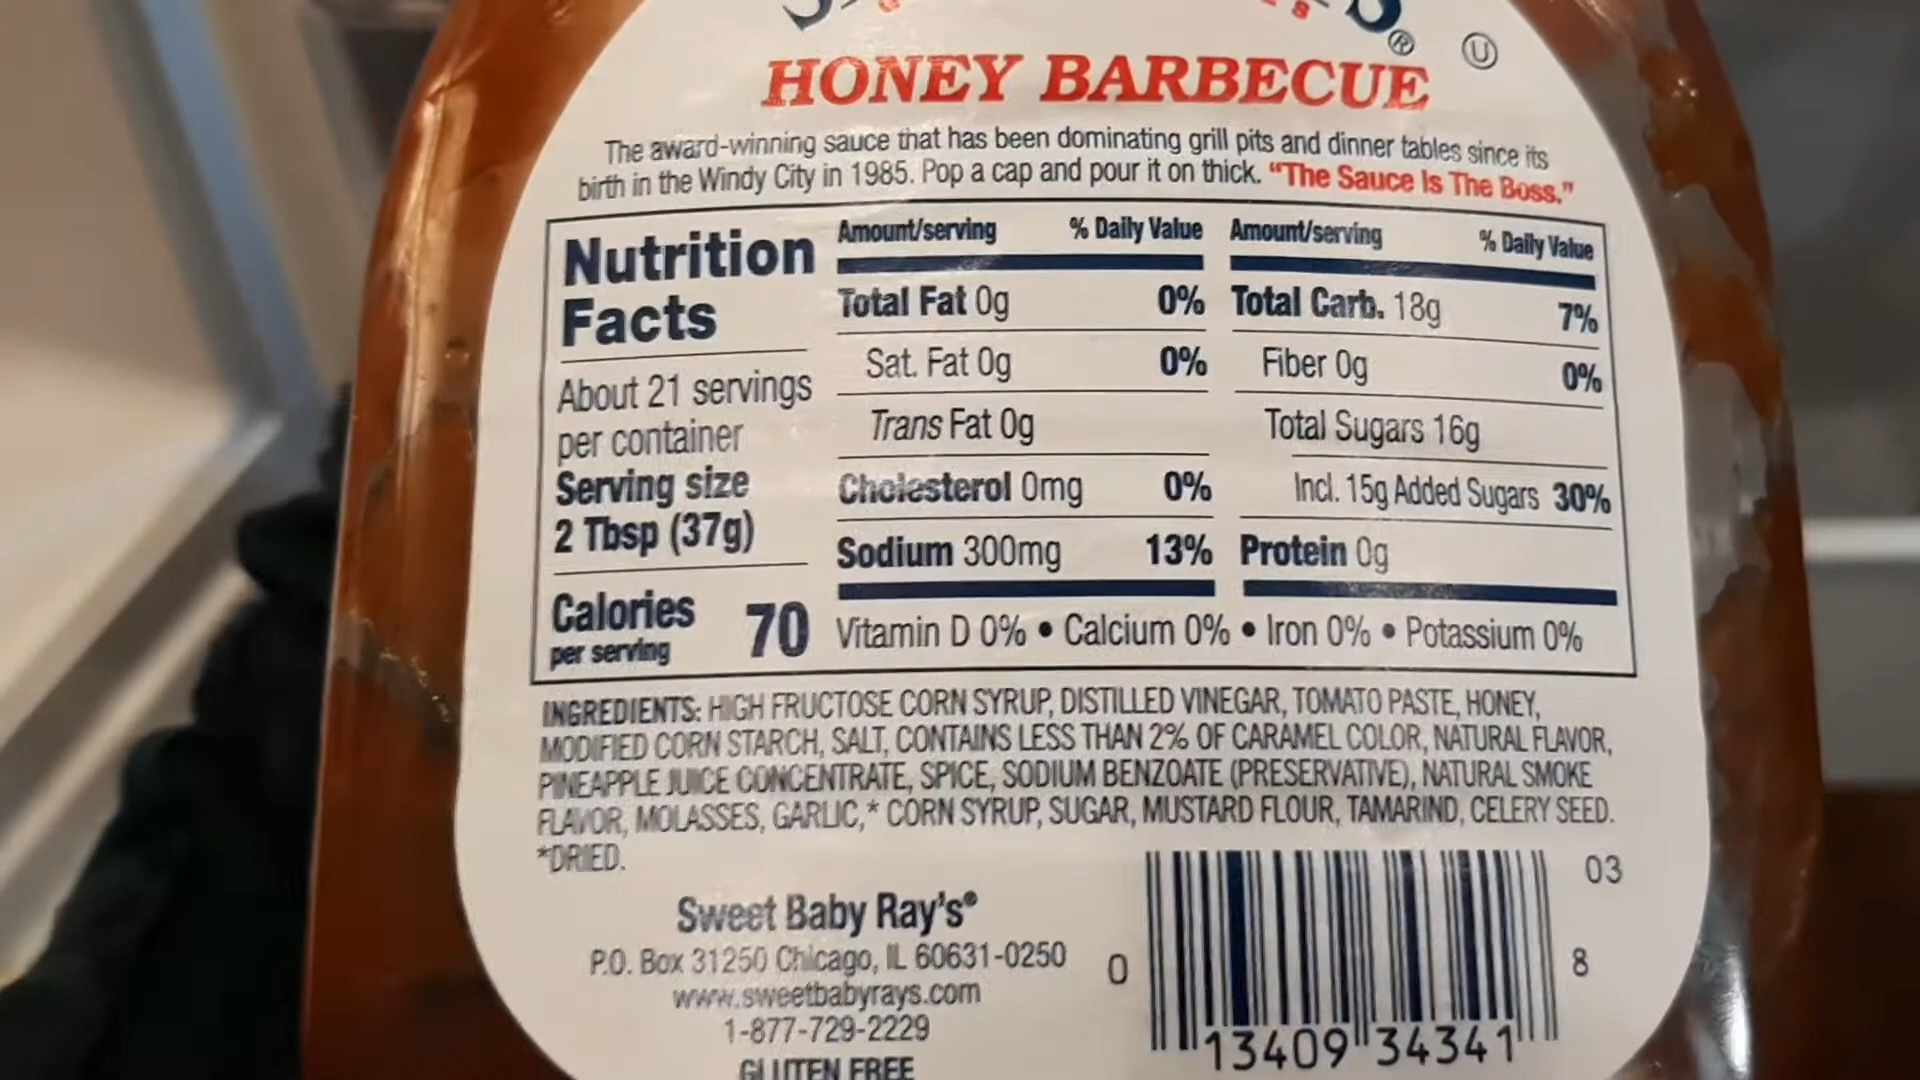 ®
U
HONEY BARBECUE
The award-winning sauce that has been dominating grill pits and dinner tables since its
birth in the Windy City in 1985. Pop a cap and pour it on thick. “The Sauce Is The Boss.”
Nutrition
Facts
About 21 servings
per container
Serving size
2 Tbsp (37g)
Calories 70
per serving
Amount/serving % Daily Value
Total Fat 0g 0%
Sat. Fat 0g 0%
Trans Fat 0g
Cholesterol 0mg 0%
Sodium 300mg 13%
Amount/serving % Daily Value
Total Carb. 18g 7%
Fiber 0g 0%
Total Sugars 16g
Incl. 15g Added Sugars 30%
Protein 0g
Vitamin D 0% • Calcium 0% • Iron 0% • Potassium 0%
INGREDIENTS: HIGH FRUCTOSE CORN SYRUP, DISTILLED VINEGAR, TOMATO PASTE, HONEY,
MODIFIED CORN STARCH, SALT, CONTAINS LESS THAN 2% OF CARAMEL COLOR, NATURAL FLAVOR,
PINEAPPLE JUICE CONCENTRATE, SPICE, SODIUM BENZOATE (PRESERVATIVE), NATURAL SMOKE
FLAVOR, MOLASSES, GARLIC,* CORN SYRUP, SUGAR, MUSTARD FLOUR, TAMARIND, CELERY SEED.
*DRIED.
Sweet Baby Ray's®
P.O. Box 31250 Chicago, IL 60631-0250
www.sweetbabyrays.com
1-877-729-2229
GLUTEN FREE
03
0 13409 34341 8